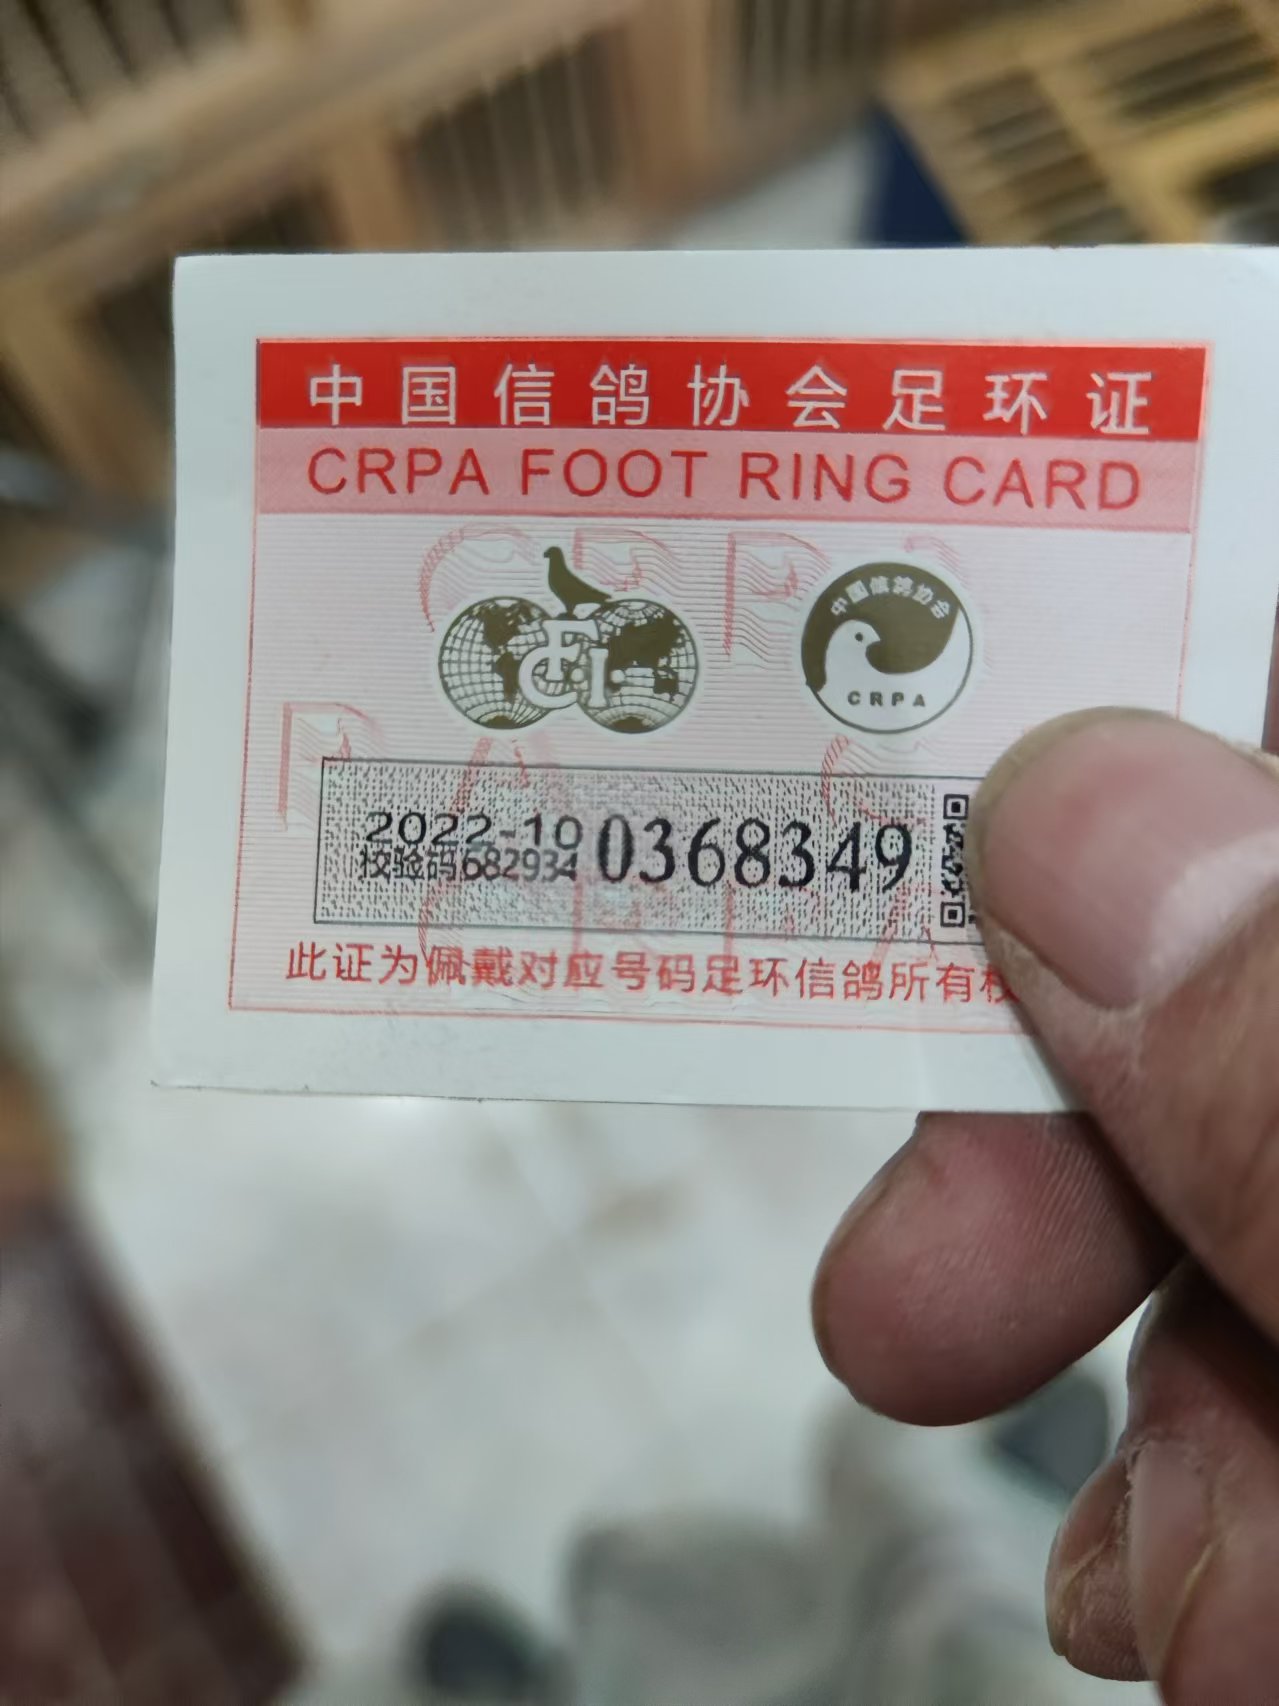 中国信鸽协会足环证
CRPA FOOT RING CARD
FCI
中国信鸽协会
CRPA
2022-10
校验码682934
0368349
此证为佩戴对应号码足环信鸽所有